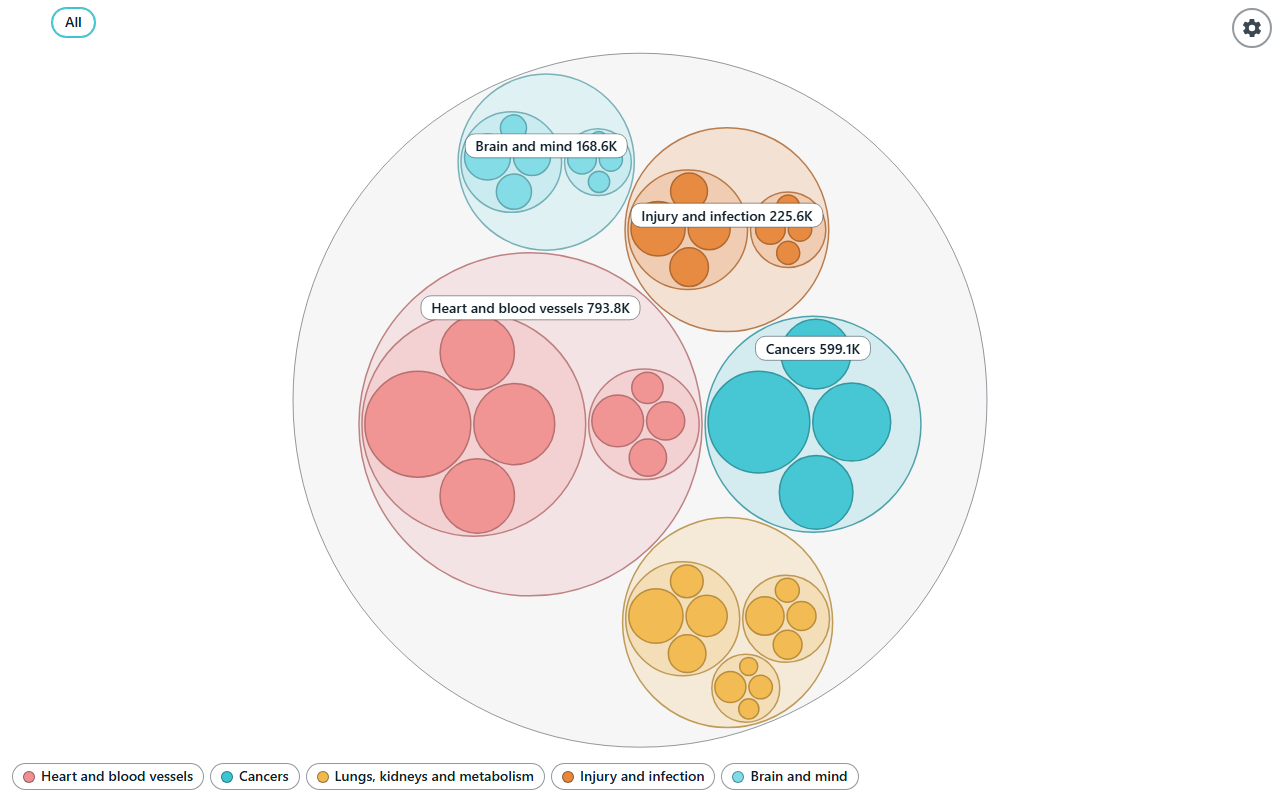 All
Brain and mind 168.6K
Injury and infection 225.6K
Heart and blood vessels 793.8K
Cancers 599.1K
Heart and blood vessels
Cancers
Lungs, kidneys and metabolism
Injury and infection
Brain and mind